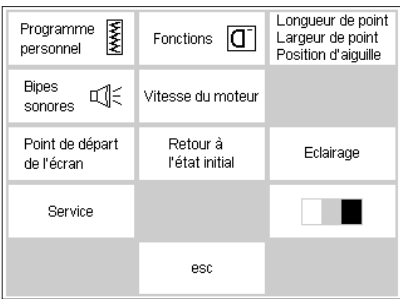 Programme
personnel
Fonctions
Longueur de point
Largeur de point
Position d'aiguille
Bipes
sonores
Vitesse du moteur
Point de départ
de l'écran
Retour à
l'état initial
Eclairage
Service
esc